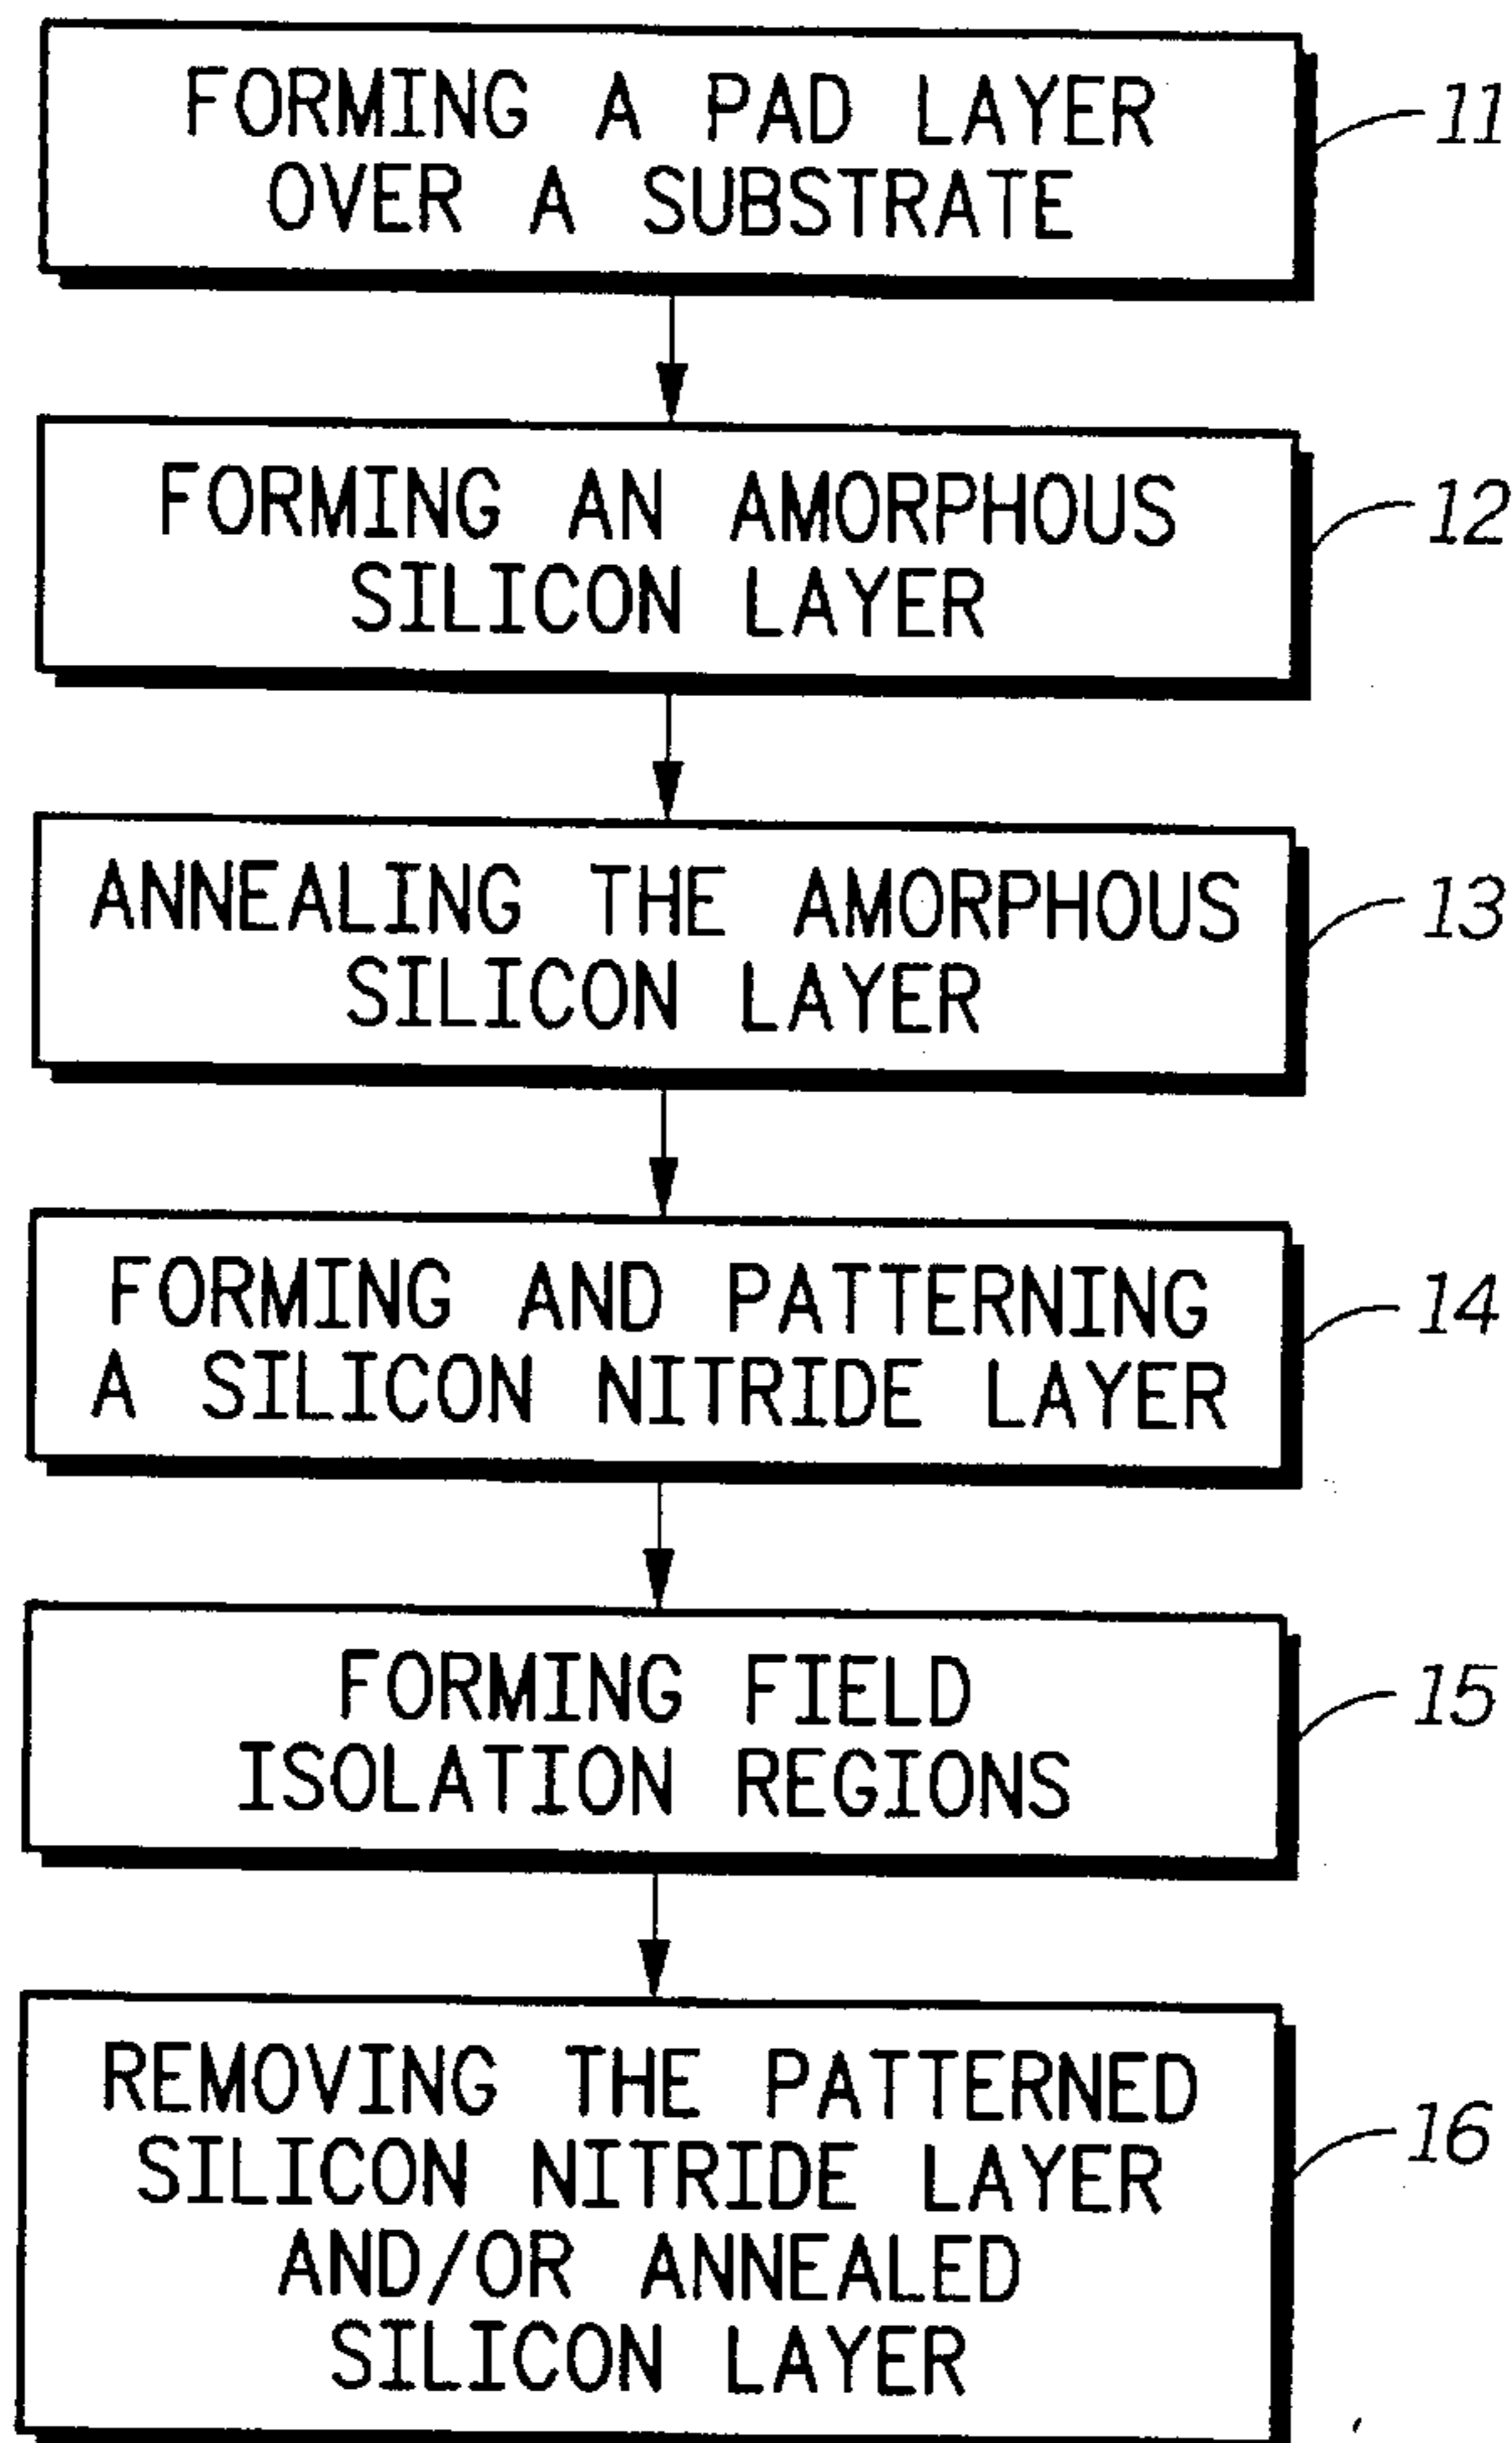 FORMING A PAD LAYER
OVER A SUBSTRATE
11
FORMING AN AMORPHOUS
SILICON LAYER
12
ANNEALING THE AMORPHOUS
SILICON LAYER
13
FORMING AND PATTERNING
A SILICON NITRIDE LAYER
14
FORMING FIELD
ISOLATION REGIONS
15
REMOVING THE PATTERNED
SILICON NITRIDE LAYER
AND/OR ANNEALED
SILICON LAYER
16